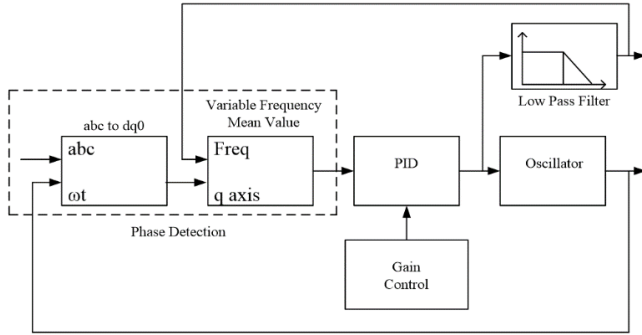 Low Pass Filter
Variable Frequency
Mean Value
abc to dq0
abc
ωt
Freq
q axis
PID
Oscillator
Phase Detection
Gain
Control